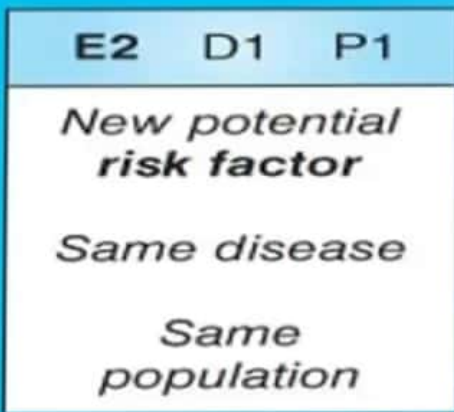 E2 D1 P1
New potential
risk factor
Same disease
Same
population